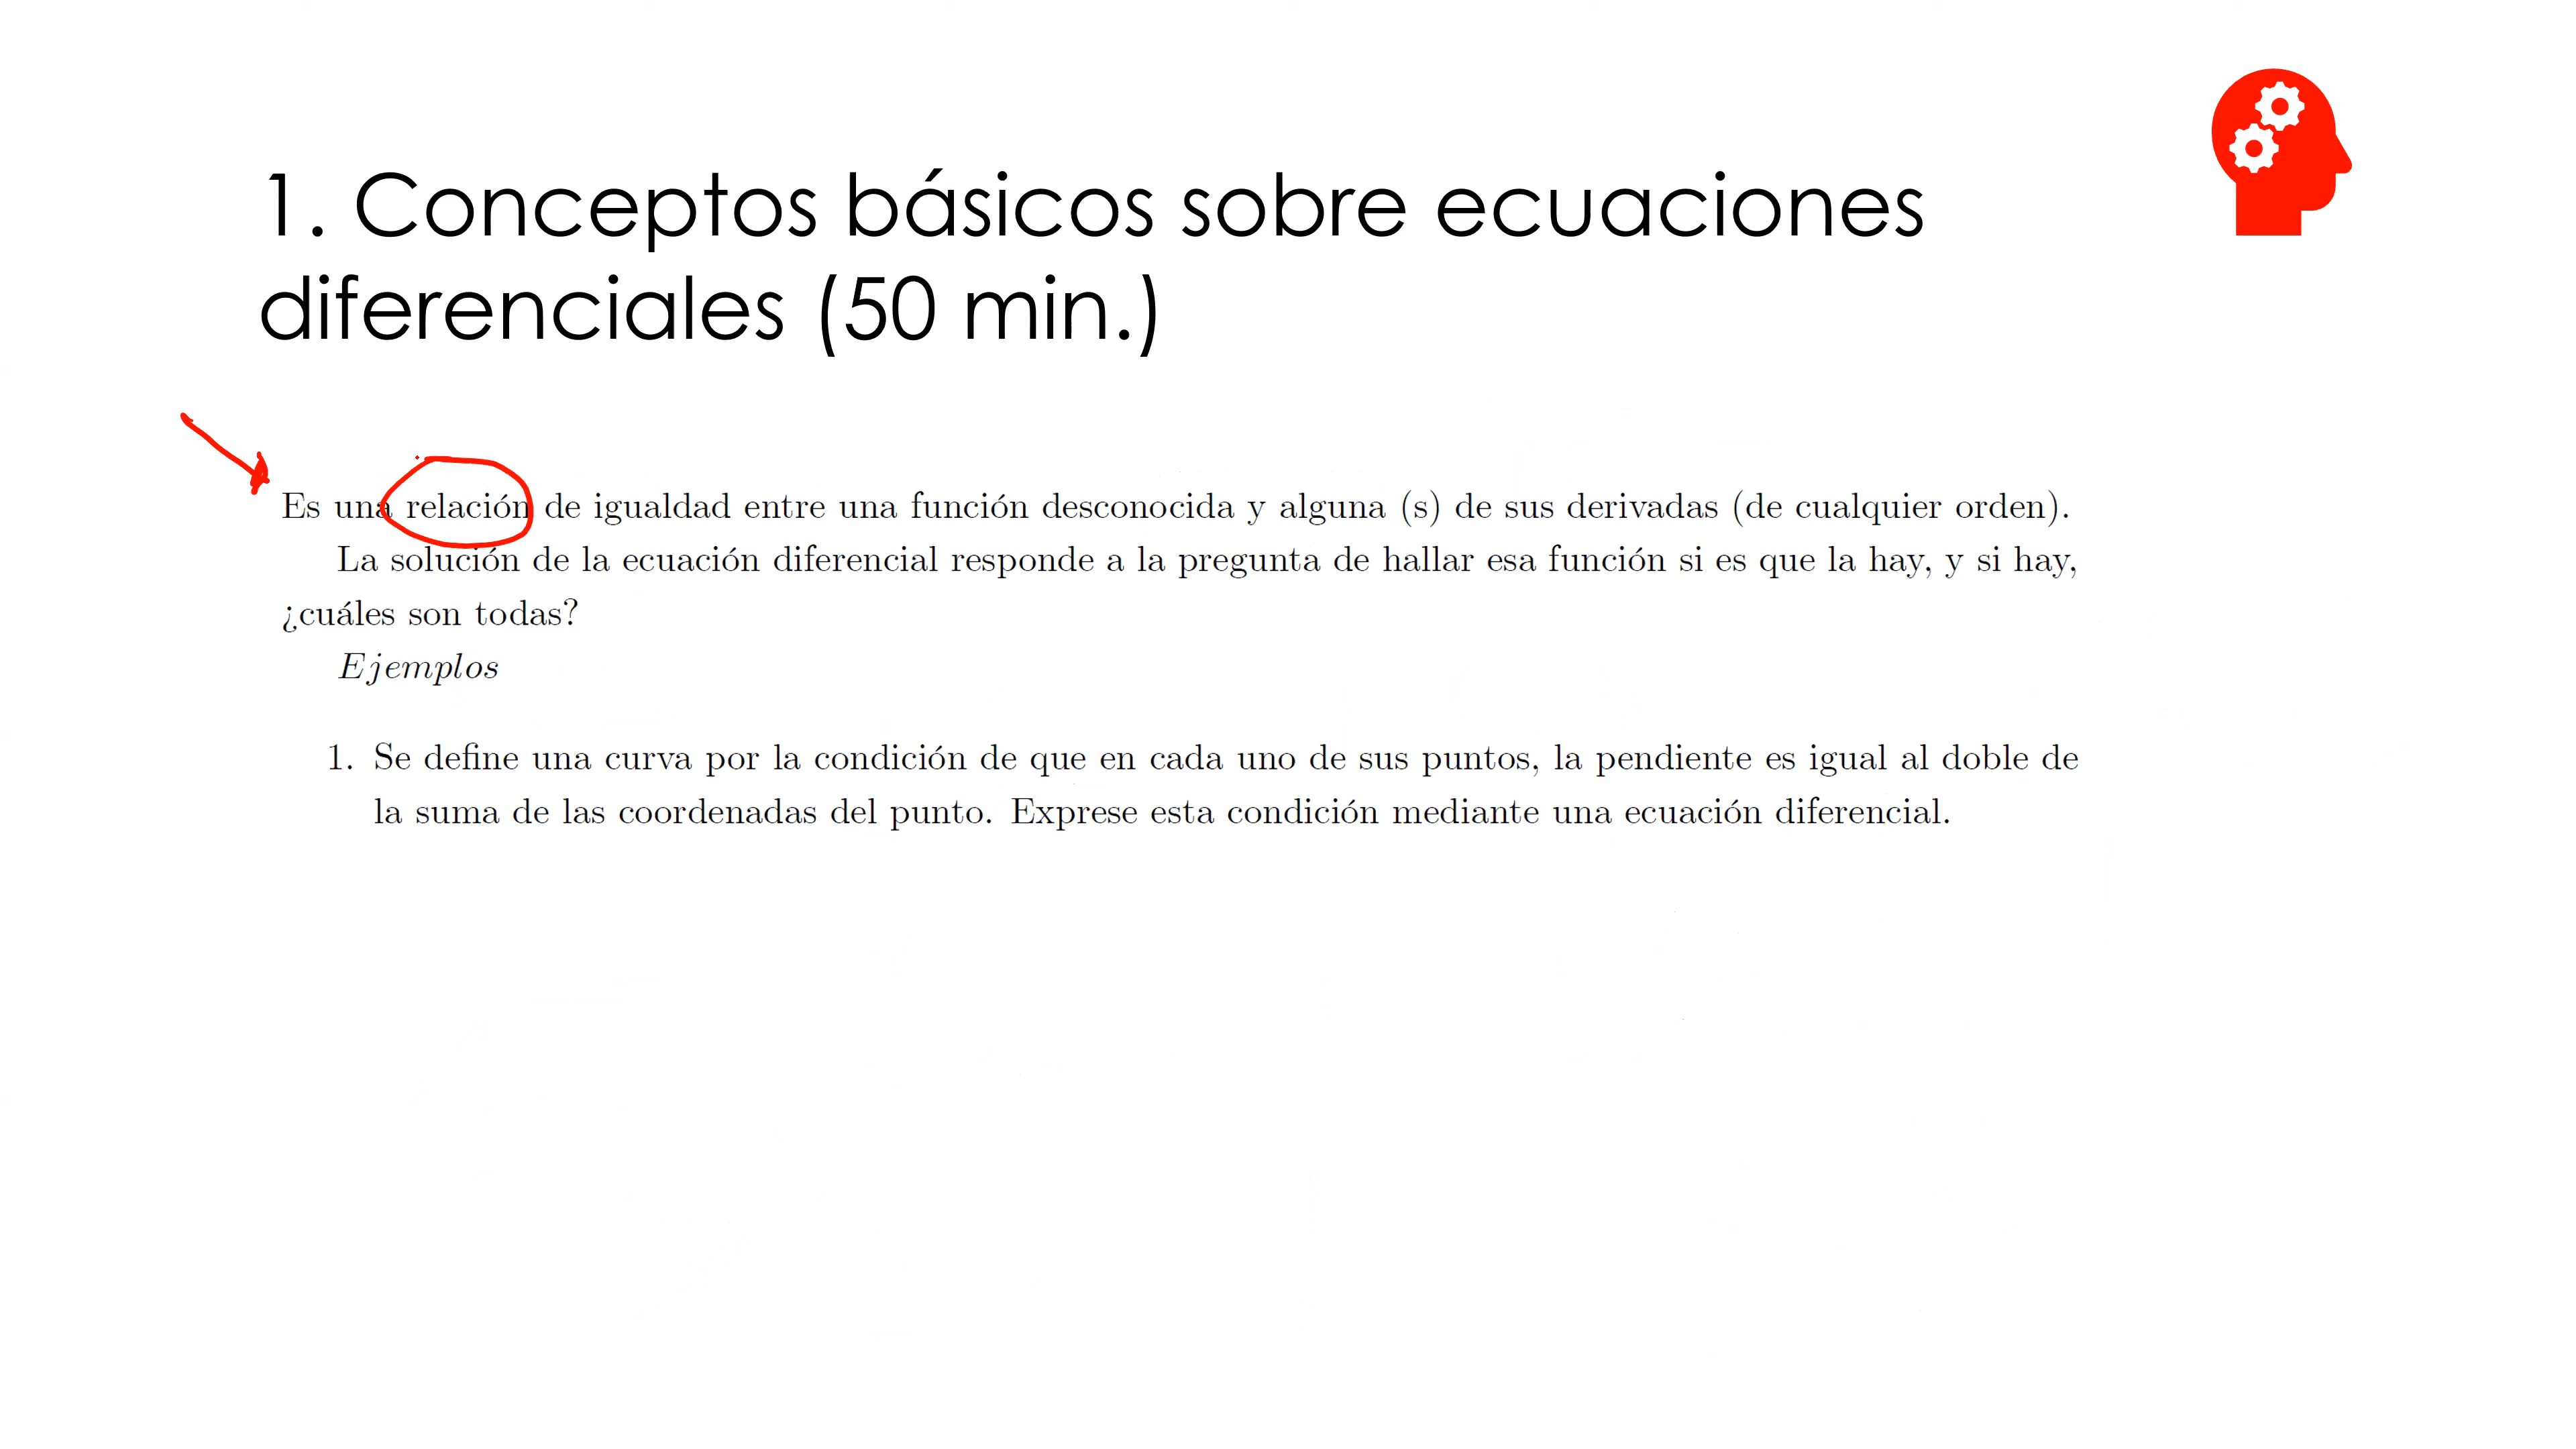 1. Conceptos básicos sobre ecuaciones
diferenciales (50 min.)
Es una relación de igualdad entre una función desconocida y alguna (s) de sus derivadas (de cualquier orden).
La solución de la ecuación diferencial responde a la pregunta de hallar esa función si es que la hay, y si hay,
¿cuáles son todas?
Ejemplos
1. Se define una curva por la condición de que en cada uno de sus puntos, la pendiente es igual al doble de
la suma de las coordenadas del punto. Exprese esta condición mediante una ecuación diferencial.